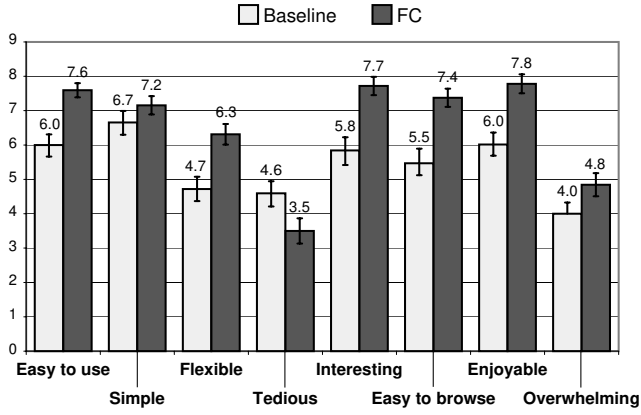 Baseline FC
9
8
7
6
5
4
3
2
1
0
6.0 7.6 6.7 7.2 4.7 6.3 4.6 3.5 5.8 7.7 5.5 7.4 6.0 7.8 4.0 4.8
Easy to use Flexible Interesting Enjoyable
Simple Tedious Easy to browse Overwhelming